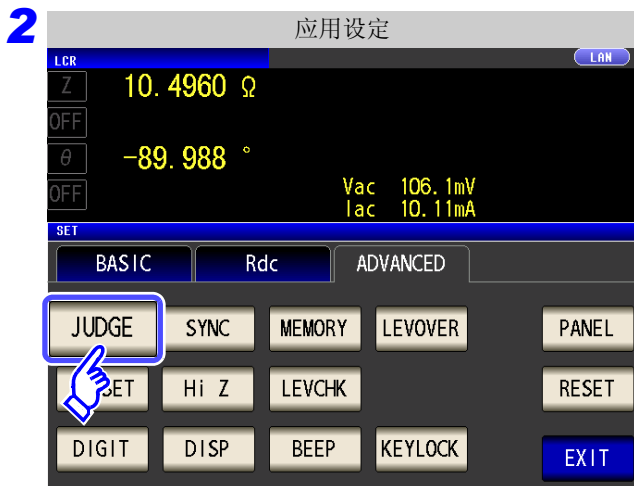 2
应用设定
LCR LAN
Z 10.4960 Ω
OFF
θ -89.988 °
OFF
Vac 106.1mV
Iac 10.11mA
SET
BASIC Rdc ADVANCED
JUDGE SYNC MEMORY LEVOVER PANEL
SET Hi Z LEVCHK RESET
DIGIT DISP BEEP KEYLOCK EXIT